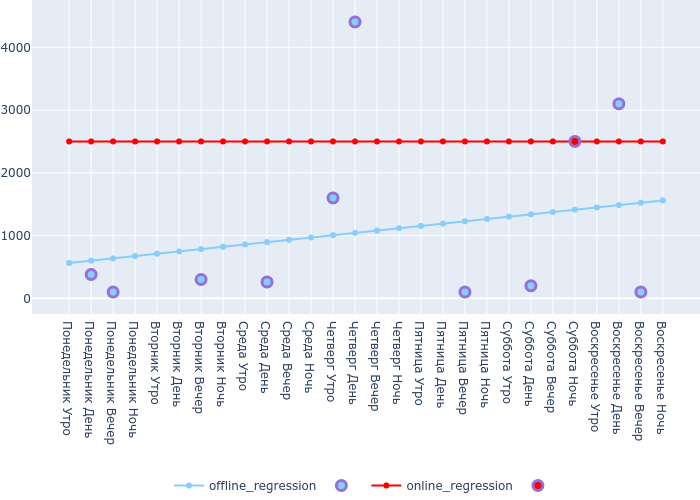 4000
3000
2000
1000
0
Понедельник Утро
Понедельник День
Понедельник Вечер
Понедельник Ночь
Вторник Утро
Вторник День
Вторник Вечер
Вторник Ночь
Среда Утро
Среда День
Среда Вечер
Среда Ночь
Четверг Утро
Четверг День
Четверг Вечер
Четверг Ночь
Пятница Утро
Пятница День
Пятница Вечер
Пятница Ночь
Суббота Утро
Суббота День
Суббота Вечер
Суббота Ночь
Воскресенье Утро
Воскресенье День
Воскресенье Вечер
Воскресенье Ночь
offline_regression online_regression